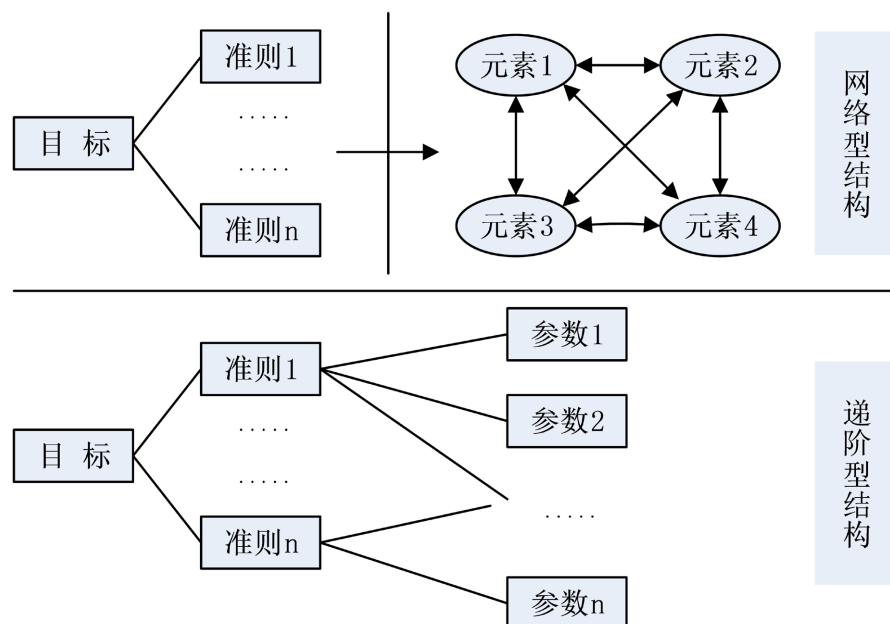 准则1
.....
目 标
.....
准则n
元素1
元素2
元素3
元素4
网络型结构
准则1
.....
目 标
.....
准则n
参数1
参数2
.....
参数n
递阶型结构